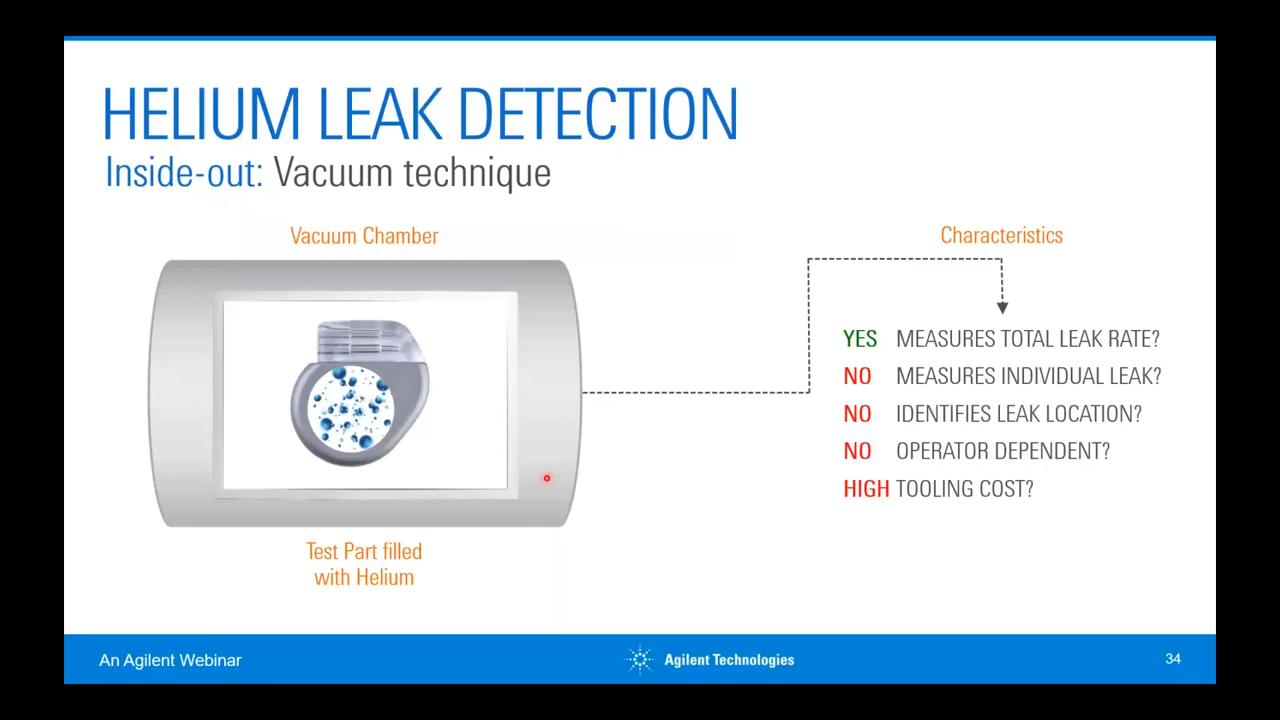 HELIUM LEAK DETECTION
Inside-out: Vacuum technique
Vacuum Chamber
Test Part filled
with Helium
Characteristics
YES MEASURES TOTAL LEAK RATE?
NO MEASURES INDIVIDUAL LEAK?
NO IDENTIFIES LEAK LOCATION?
NO OPERATOR DEPENDENT?
HIGH TOOLING COST?
An Agilent Webinar
Agilent Technologies
34